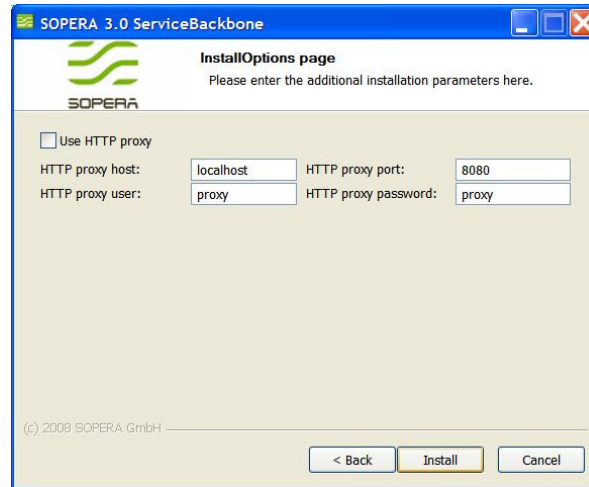 SOPERA 3.0 ServiceBackbone
SOPERA
InstallOptions page
Please enter the additional installation parameters here.
Use HTTP proxy
HTTP proxy host: localhost HTTP proxy port: 8080
HTTP proxy user: proxy HTTP proxy password: proxy
(c) 2008 SOPERA GmbH
< Back Install Cancel